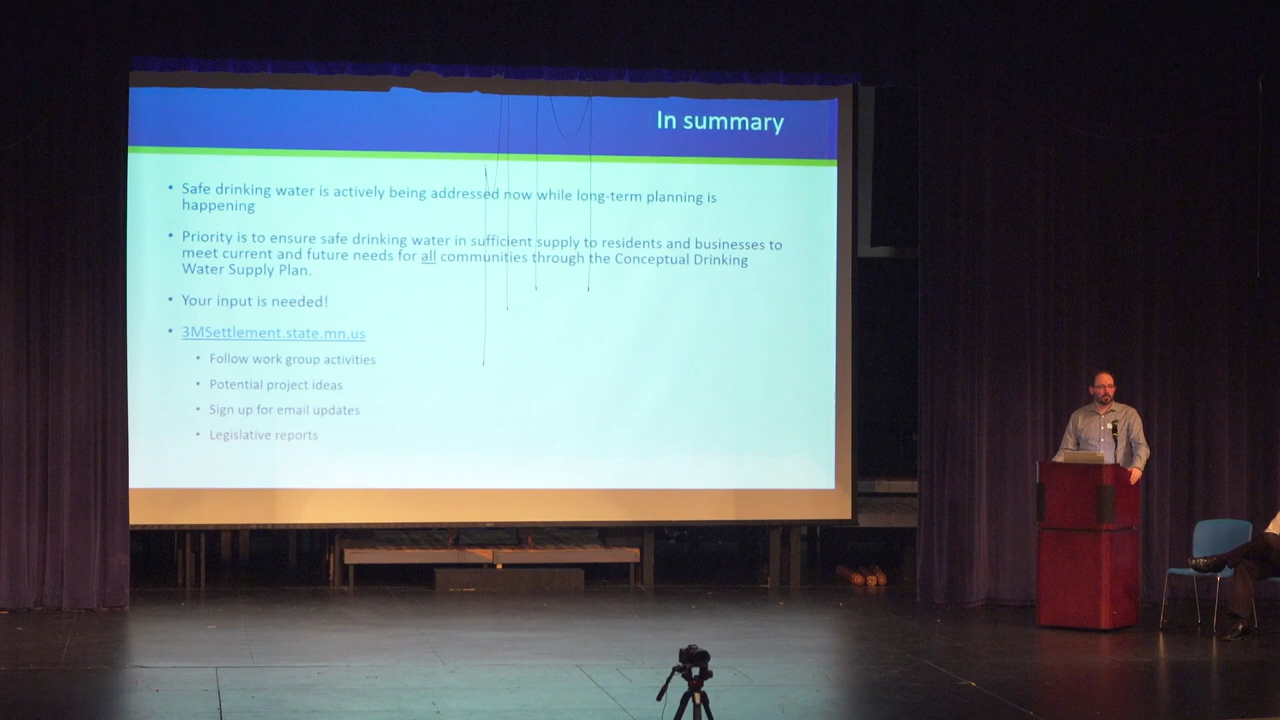 In summary
• Safe drinking water is actively being addressed now while long-term planning is
happening
• Priority is to ensure safe drinking water in sufficient supply to residents and businesses to
meet current and future needs for all communities through the Conceptual Drinking
Water Supply Plan.
• Your input is needed!
• 3MSettlement.state.mn.us
• Follow work group activities
• Potential project ideas
• Sign up for email updates
• Legislative reports